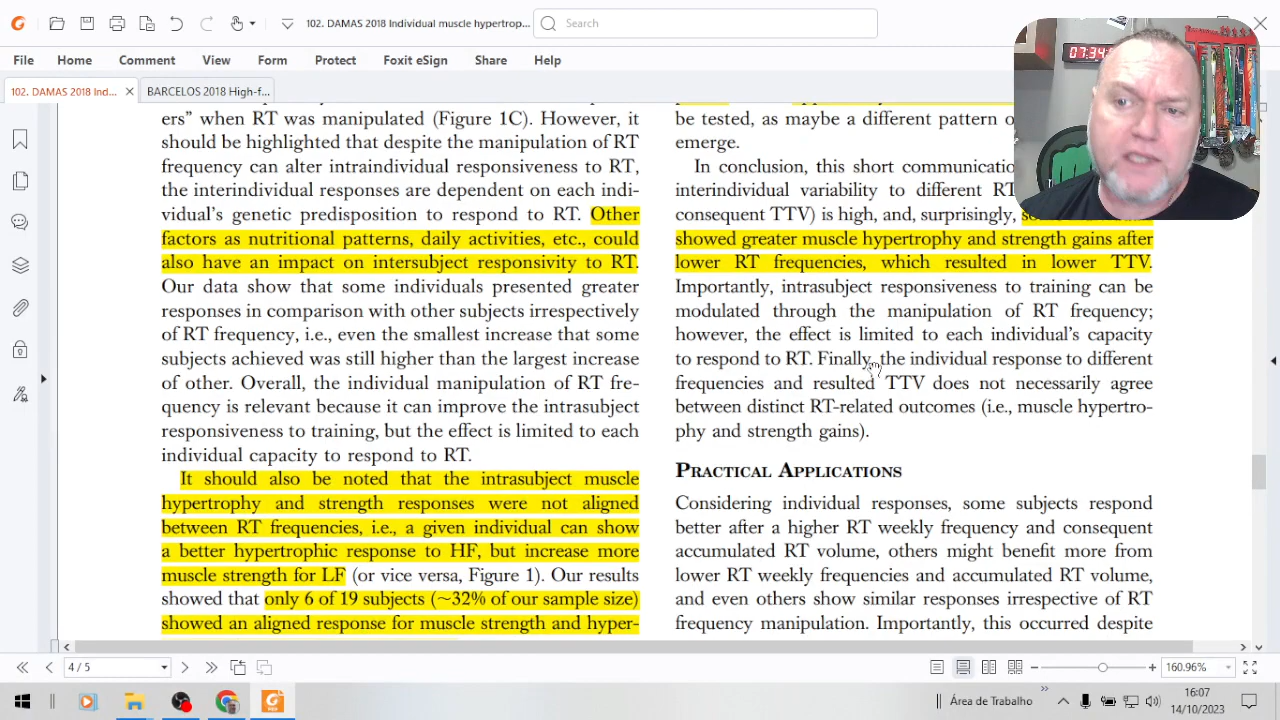 102. DAMAS 2018 Individual muscle hypertrop...
Search
07:34
File Home Comment View Form Protect Foxit eSign Share Help
102. DAMAS 2018 Ind...
BARCELOS 2018 High-f...
ers” when RT was manipulated (Figure 1C). However, it
should be highlighted that despite the manipulation of RT
frequency can alter intraindividual responsiveness to RT,
the interindividual responses are dependent on each indi-
vidual’s genetic predisposition to respond to RT. Other
factors as nutritional patterns, daily activities, etc., could
also have an impact on intersubject responsivity to RT.
Our data show that some individuals presented greater
responses in comparison with other subjects irrespectively
of RT frequency, i.e., even the smallest increase that some
subjects achieved was still higher than the largest increase
of other. Overall, the individual manipulation of RT fre-
quency is relevant because it can improve the intrasubject
responsiveness to training, but the effect is limited to each
individual capacity to respond to RT.
It should also be noted that the intrasubject muscle
hypertrophy and strength responses were not aligned
between RT frequencies, i.e., a given individual can show
a better hypertrophic response to HF, but increase more
muscle strength for LF (or vice versa, Figure 1). Our results
showed that only 6 of 19 subjects (~32% of our sample size)
showed an aligned response for muscle strength and hyper-
be tested, as maybe a different pattern o
emerge.
In conclusion, this short communicatio
interindividual variability to different RT
consequent TTV) is high, and, surprisingly,
showed greater muscle hypertrophy and strength gains after
lower RT frequencies, which resulted in lower TTV.
Importantly, intrasubject responsiveness to training can be
modulated through the manipulation of RT frequency;
however, the effect is limited to each individual’s capacity
to respond to RT. Finally, the individual response to different
frequencies and resulted TTV does not necessarily agree
between distinct RT-related outcomes (i.e., muscle hypertro-
phy and strength gains).
PRACTICAL APPLICATIONS
Considering individual responses, some subjects respond
better after a higher RT weekly frequency and consequent
accumulated RT volume, others might benefit more from
lower RT weekly frequencies and accumulated RT volume,
and even others show similar responses irrespective of RT
frequency manipulation. Importantly, this occurred despite
4 / 5
160.96%
Área de Trabalho
16:07
14/10/2023